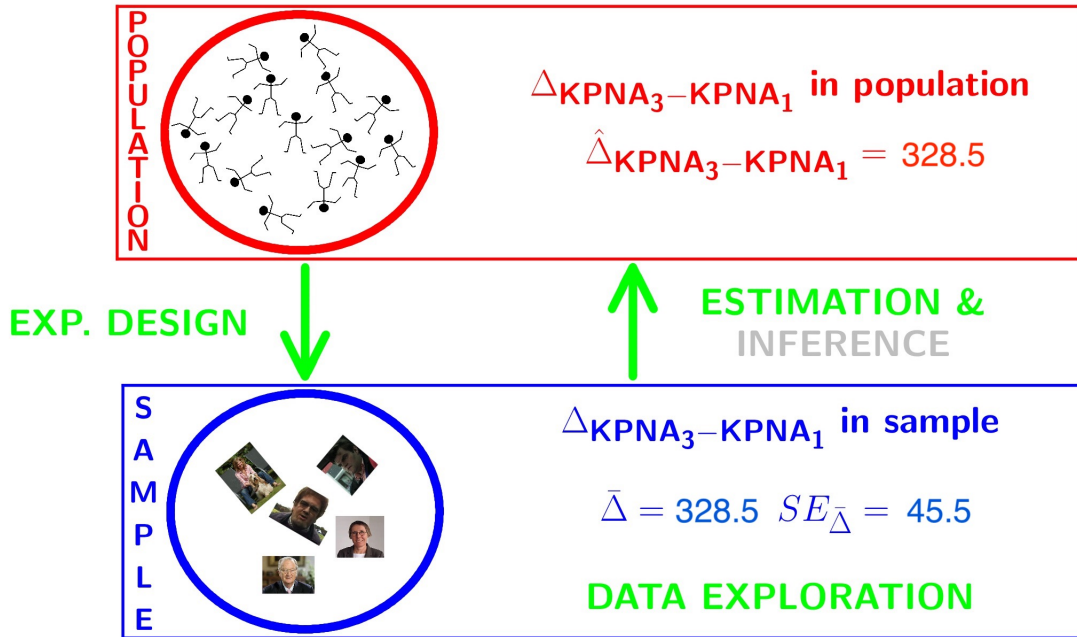 POPULATION
Δ_KPNA₃−KPNA₁ in population
Δ̂_KPNA₃−KPNA₁ = 328.5
EXP. DESIGN
ESTIMATION &
INFERENCE
SAMPLE
Δ_KPNA₃−KPNA₁ in sample
Δ̄ = 328.5 SE_Δ̄ = 45.5
DATA EXPLORATION